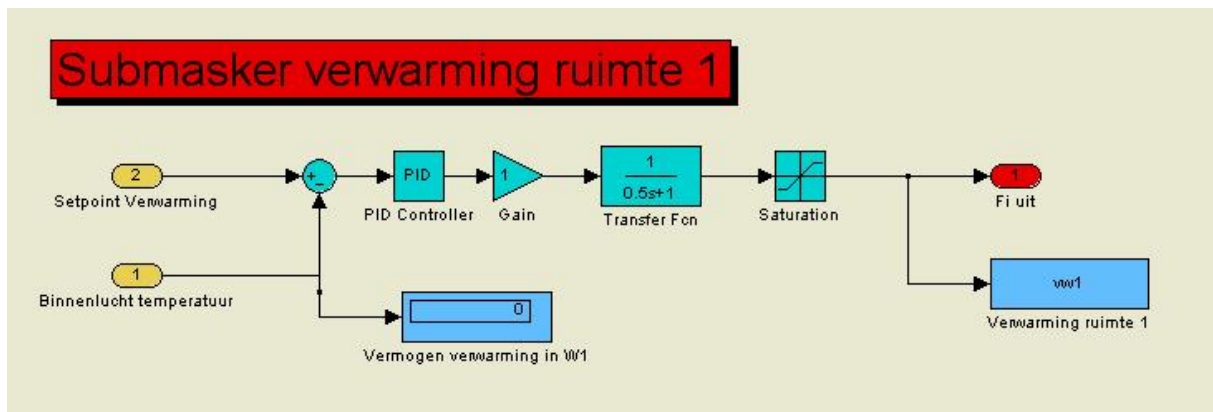 Submasker verwarming ruimte 1
2
Setpoint Verwarming
+
-
PID
PID Controller
1
Gain
1
0.5s+1
Transfer Fcn
Saturation
1
Fi uit
1
Binnenlucht temperatuur
0
Vermogen verwarming in W1
vw1
Verwarming ruimte 1